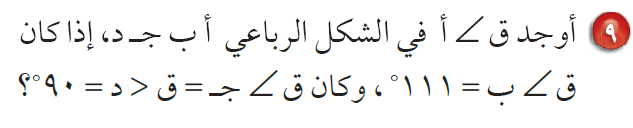 ٩ أوجد ق ∠ أ في الشكل الرباعي أ ب جـ د، إذا كان
ق ∠ ب = ١١١°، وكان ق ∠ جـ = ق < د = ٩٠°؟